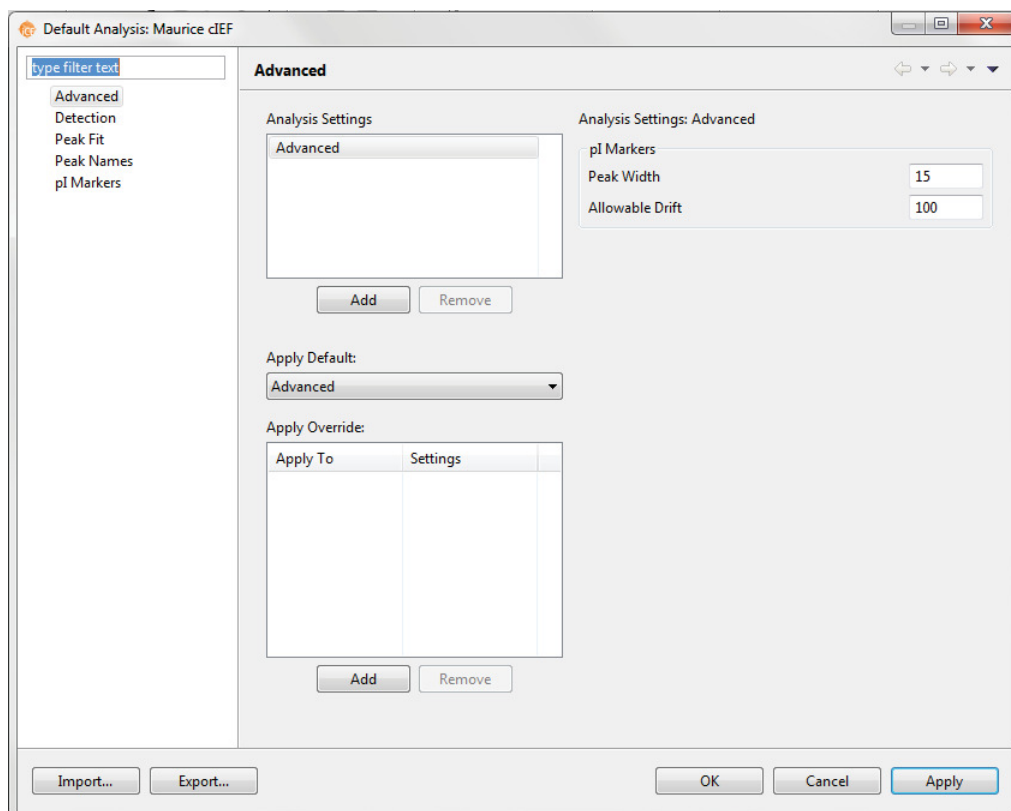 Default Analysis: Maurice cIEF
type filter text
Advanced
Detection
Peak Fit
Peak Names
pI Markers
Advanced
Analysis Settings
Advanced
Add
Remove
Apply Default:
Advanced
Apply Override:
Apply To Settings
Add
Remove
Analysis Settings: Advanced
pI Markers
Peak Width 15
Allowable Drift 100
Import...
Export...
OK
Cancel
Apply